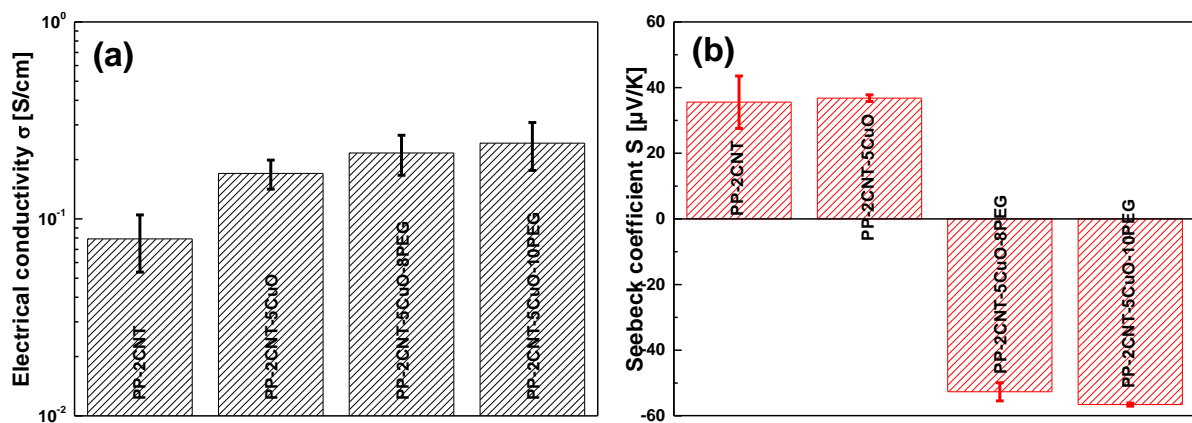 (a)
Electrical conductivity σ [S/cm]
10⁰
10⁻¹
10⁻²
PP-2CNT
PP-2CNT-5CuO
PP-2CNT-5CuO-8PEG
PP-2CNT-5CuO-10PEG
(b)
Seebeck coefficient S [µV/K]
60
40
20
0
-20
-40
-60
PP-2CNT
PP-2CNT-5CuO
PP-2CNT-5CuO-8PEG
PP-2CNT-5CuO-10PEG